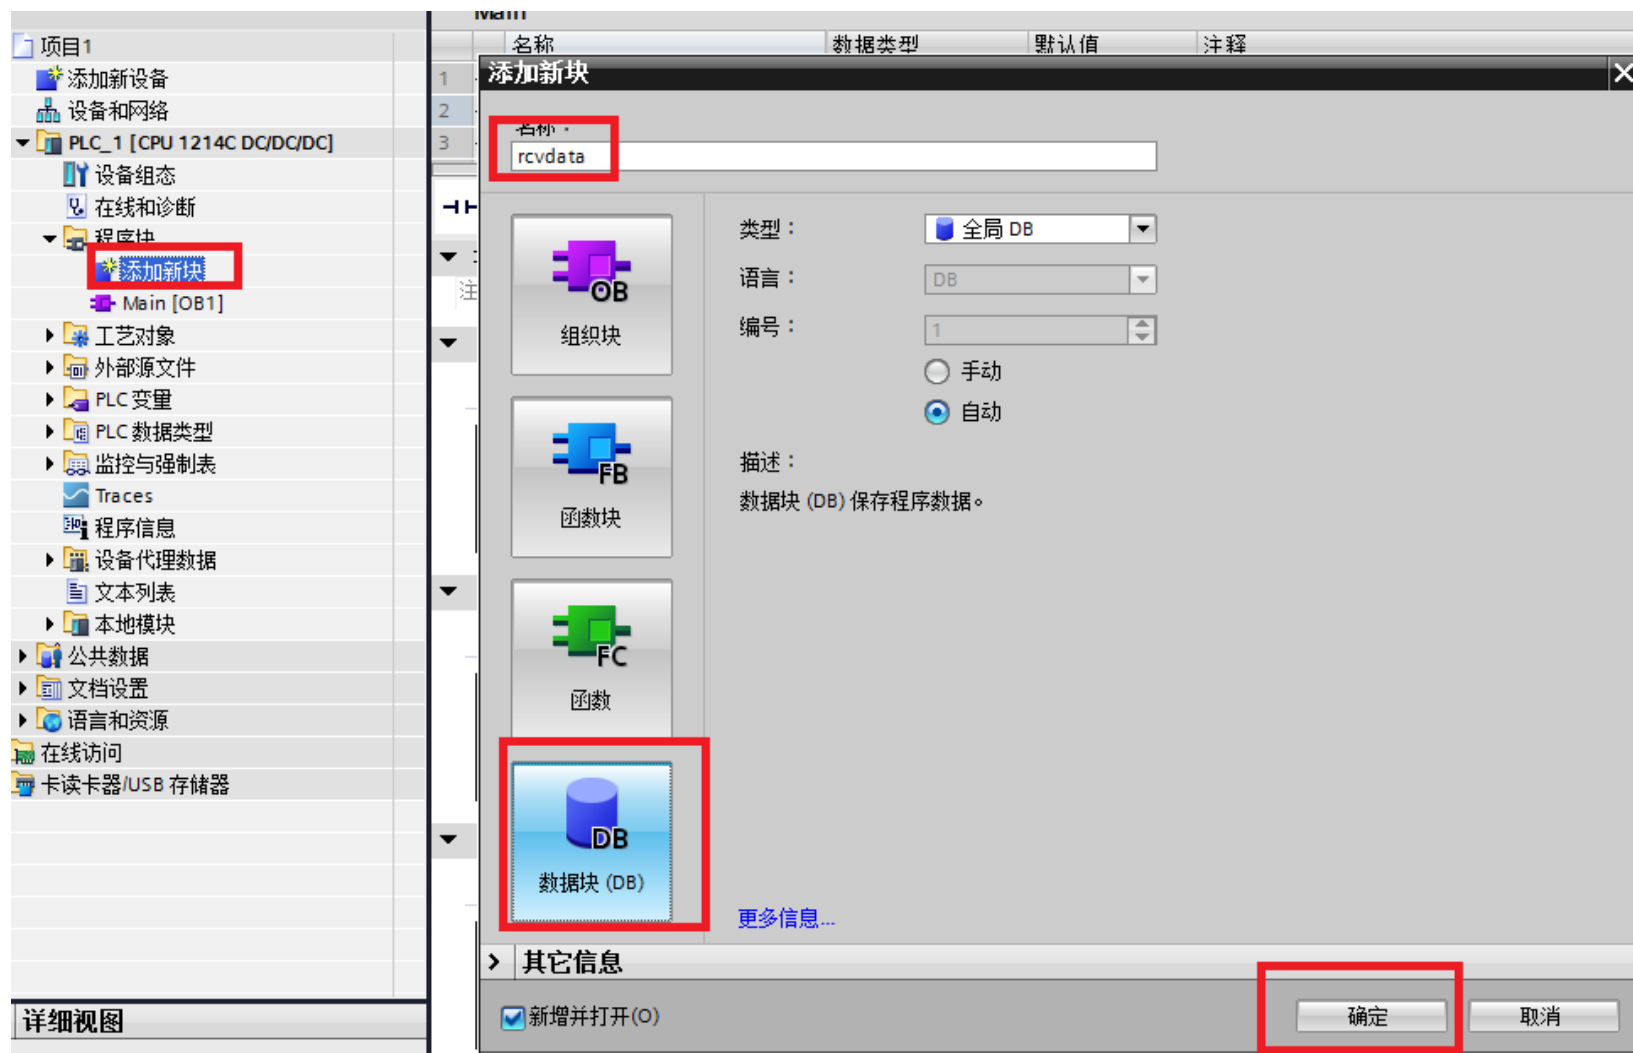 Main
项目1
添加新设备
设备和网络
PLC_1 [CPU 1214C DC/DC/DC]
设备组态
在线和诊断
程序块
添加新块
Main [OB1]
工艺对象
外部源文件
PLC 变量
PLC 数据类型
监控与强制表
Traces
程序信息
设备代理数据
文本列表
本地模块
公共数据
文档设置
语言和资源
在线访问
卡读卡器/USB 存储器
详细视图
名称 数据类型 默认值 注释
1
2
3
注
添加新块
名称：
rcvdata
OB
组织块
FB
函数块
FC
函数
DB
数据块 (DB)
类型： 全局 DB
语言： DB
编号： 1
手动
自动
描述：
数据块 (DB) 保存程序数据。
更多信息...
其它信息
新增并打开(O)
确定
取消